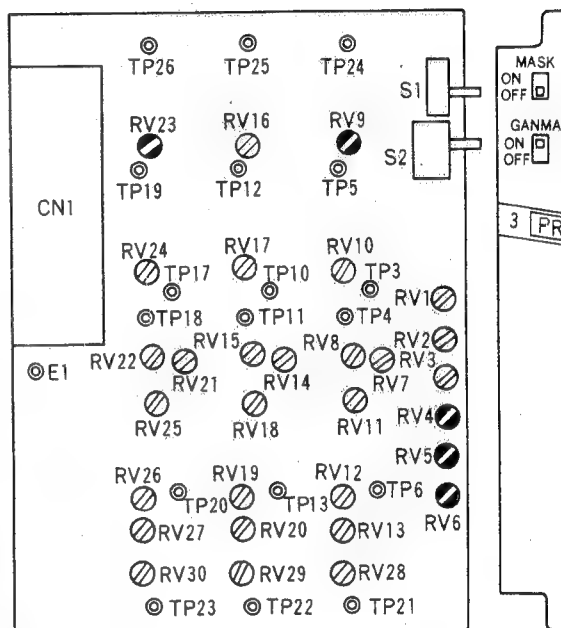 TP26 TP25 TP24
MASK
ON
OFF
S1
RV23 RV16 RV9
GANMA
ON
OFF
S2
TP19 TP12 TP5
CN1
3 PR
RV24 RV17 RV10
TP17 TP10 TP3
RV1
TP18 TP11 TP4
RV2
RV22 RV15 RV8 RV3
E1
RV21 RV14 RV7
RV25 RV18 RV11 RV4
RV5
RV26 RV19 RV12
TP20 TP13 TP6
RV6
RV27 RV20 RV13
RV30 RV29 RV28
TP23 TP22 TP21